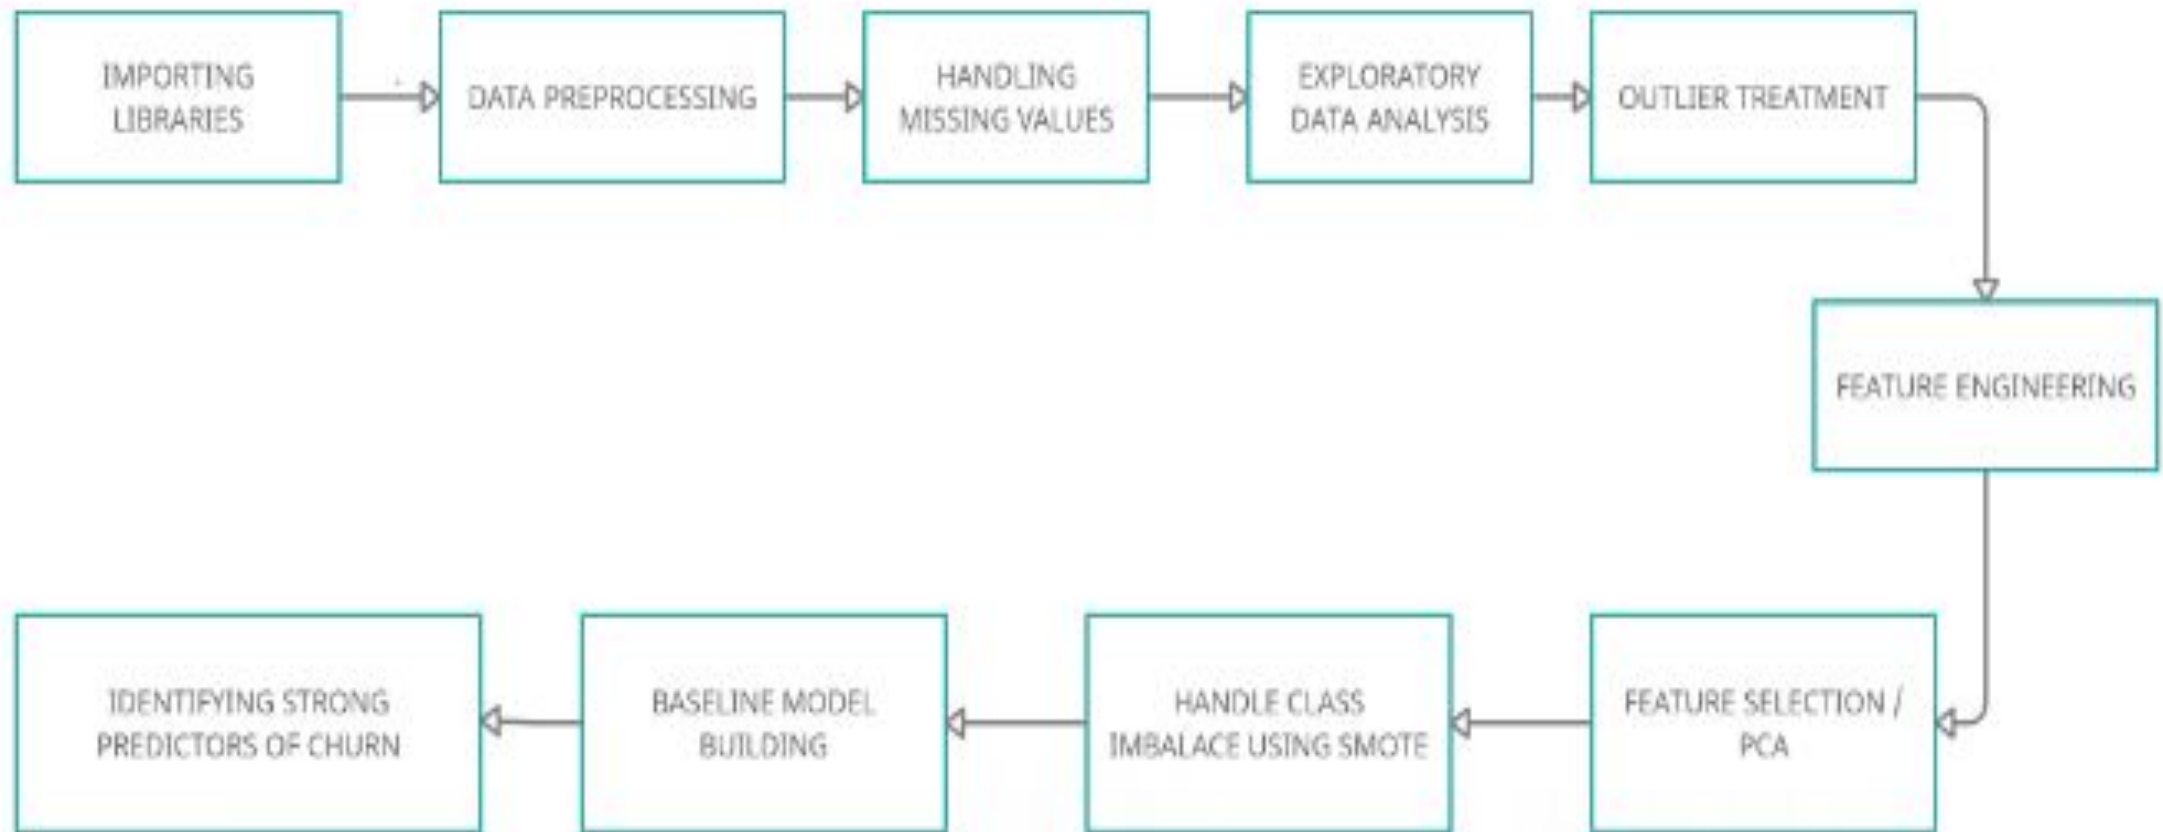 IMPORTING
LIBRARIES
DATA PREPROCESSING
HANDLING
MISSING VALUES
EXPLORATORY
DATA ANALYSIS
OUTLIER TREATMENT
FEATURE ENGINEERING
FEATURE SELECTION /
PCA
HANDLE CLASS
IMBALACE USING SMOTE
BASELINE MODEL
BUILDING
IDENTIFYING STRONG
PREDICTORS OF CHURN